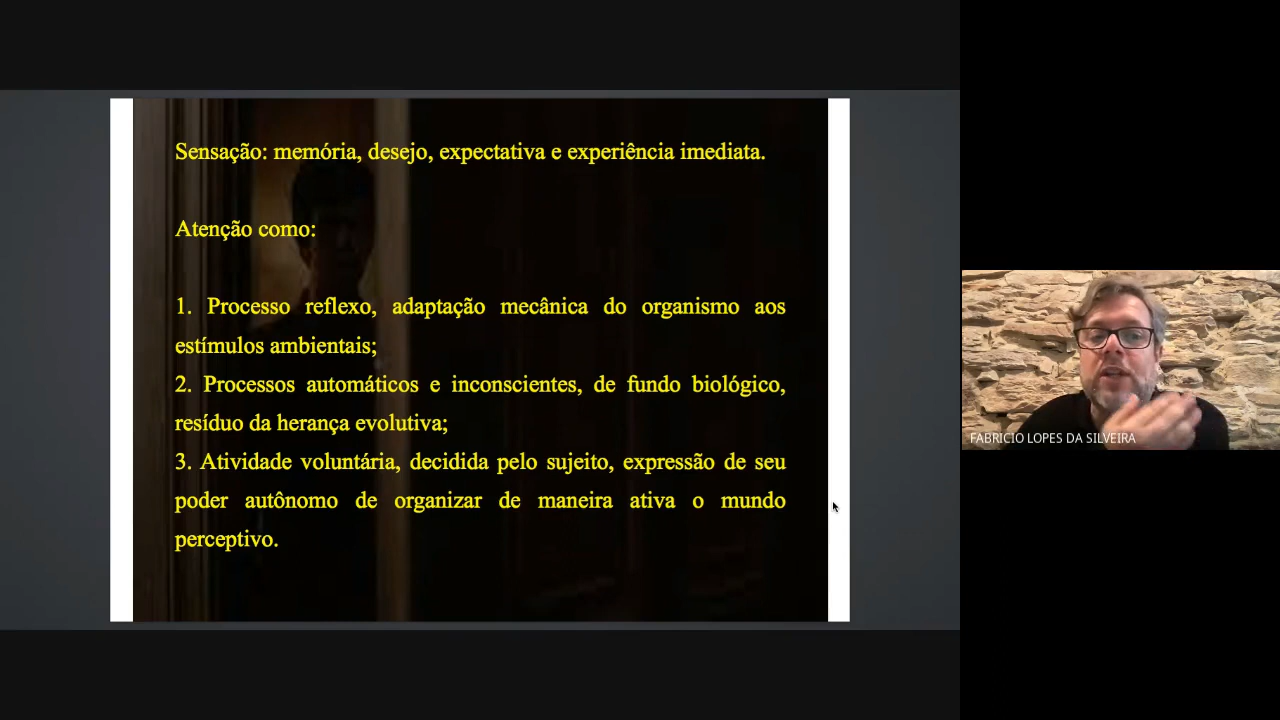 Sensação: memória, desejo, expectativa e experiência imediata.
Atenção como:
1. Processo reflexo, adaptação mecânica do organismo aos
estímulos ambientais;
2. Processos automáticos e inconscientes, de fundo biológico,
resíduo da herança evolutiva;
3. Atividade voluntária, decidida pelo sujeito, expressão de seu
poder autônomo de organizar de maneira ativa o mundo
perceptivo.
FABRICIO LOPES DA SILVEIRA